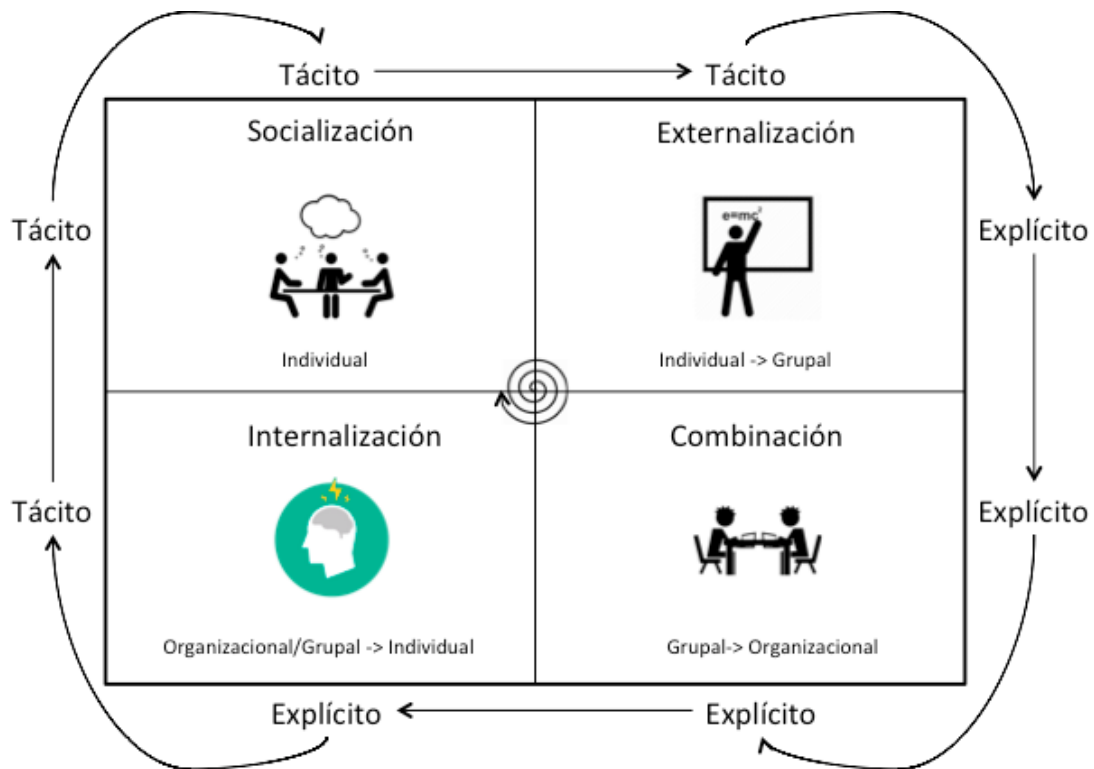 Tácito
Tácito
Socialización
Externalización
e=mc²
Tácito
Explícito
Individual
Individual -> Grupal
Internalización
Combinación
Tácito
Explícito
Organizacional/Grupal -> Individual
Grupal-> Organizacional
Explícito
Explícito